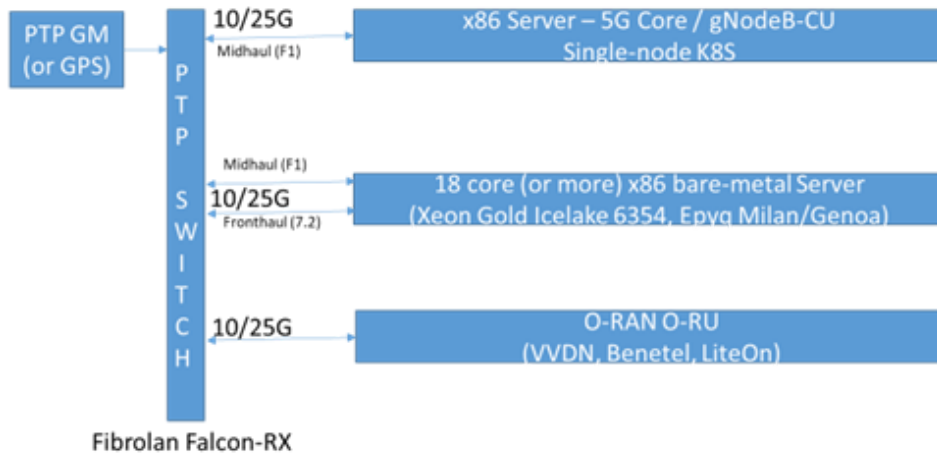 PTP GM
(or GPS)
P
T
P
S
W
I
T
C
H
10/25G
Midhaul (F1)
x86 Server – 5G Core / gNodeB-CU
Single-node K8S
Midhaul (F1)
10/25G
Fronthaul (7.2)
18 core (or more) x86 bare-metal Server
(Xeon Gold Icelake 6354, Epyq Milan/Genoa)
10/25G
O-RAN O-RU
(VVDN, Benetel, LiteOn)
Fibrolan Falcon-RX